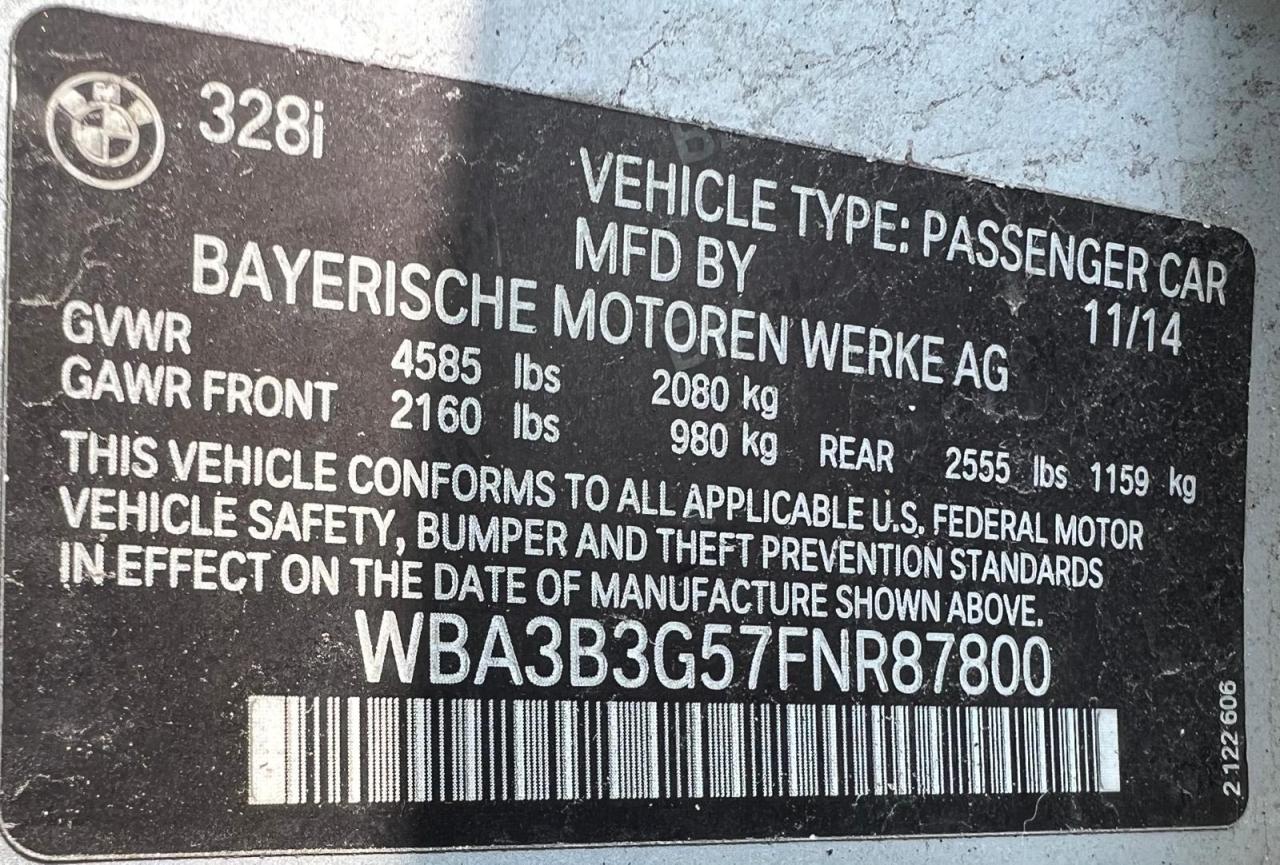 328i
VEHICLE TYPE: PASSENGER CAR
MFD BY 11/14
BAYERISCHE MOTOREN WERKE AG
GVWR 4585 lbs 2080 kg
GAWR FRONT 2160 lbs 980 kg REAR 2555 lbs 1159 kg
THIS VEHICLE CONFORMS TO ALL APPLICABLE U.S. FEDERAL MOTOR
VEHICLE SAFETY, BUMPER AND THEFT PREVENTION STANDARDS
IN EFFECT ON THE DATE OF MANUFACTURE SHOWN ABOVE.
WBA3B3G57FNR87800
2 122 606